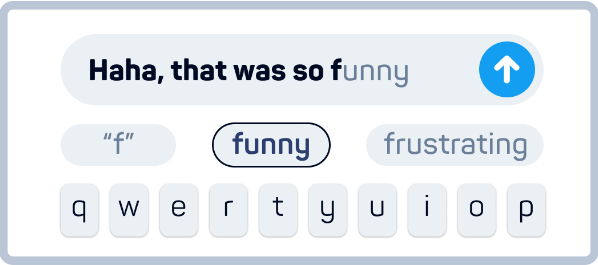 Haha, that was so funny
“f” funny frustrating
q w e r t y u i o p